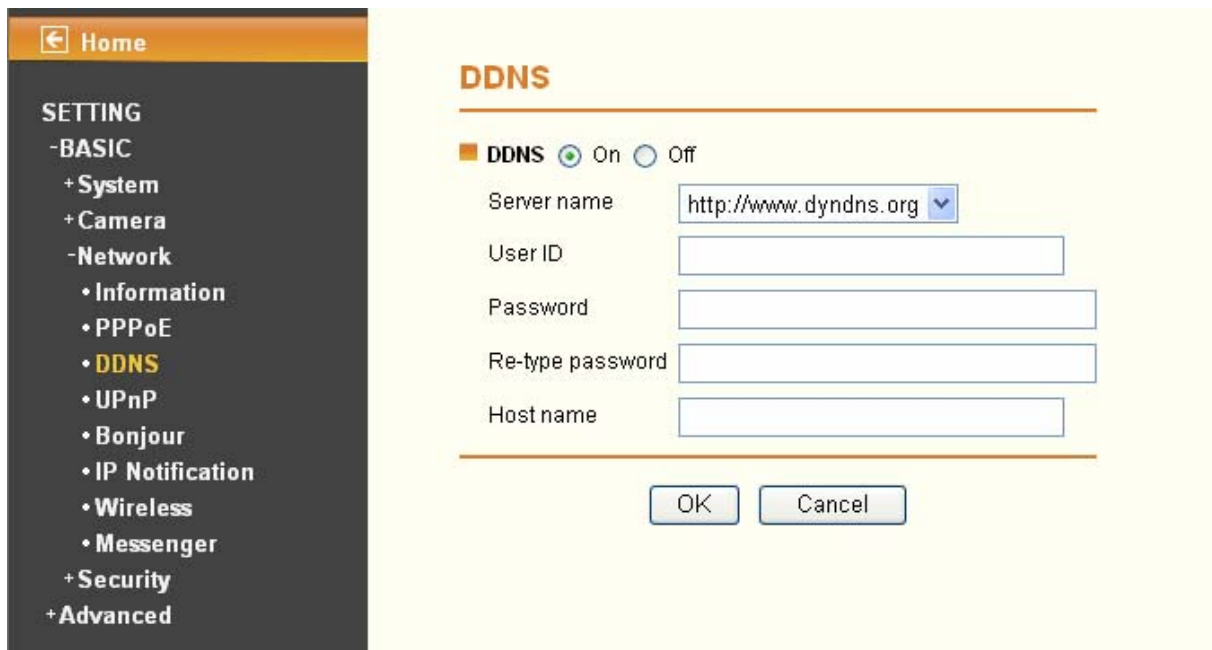 Home
SETTING
-BASIC
+System
+Camera
-Network
•Information
•PPPoE
•DDNS
•UPnP
•Bonjour
•IP Notification
•Wireless
•Messenger
+Security
+Advanced
DDNS
DDNS On Off
Server name http://www.dyndns.org
User ID
Password
Re-type password
Host name
OK Cancel